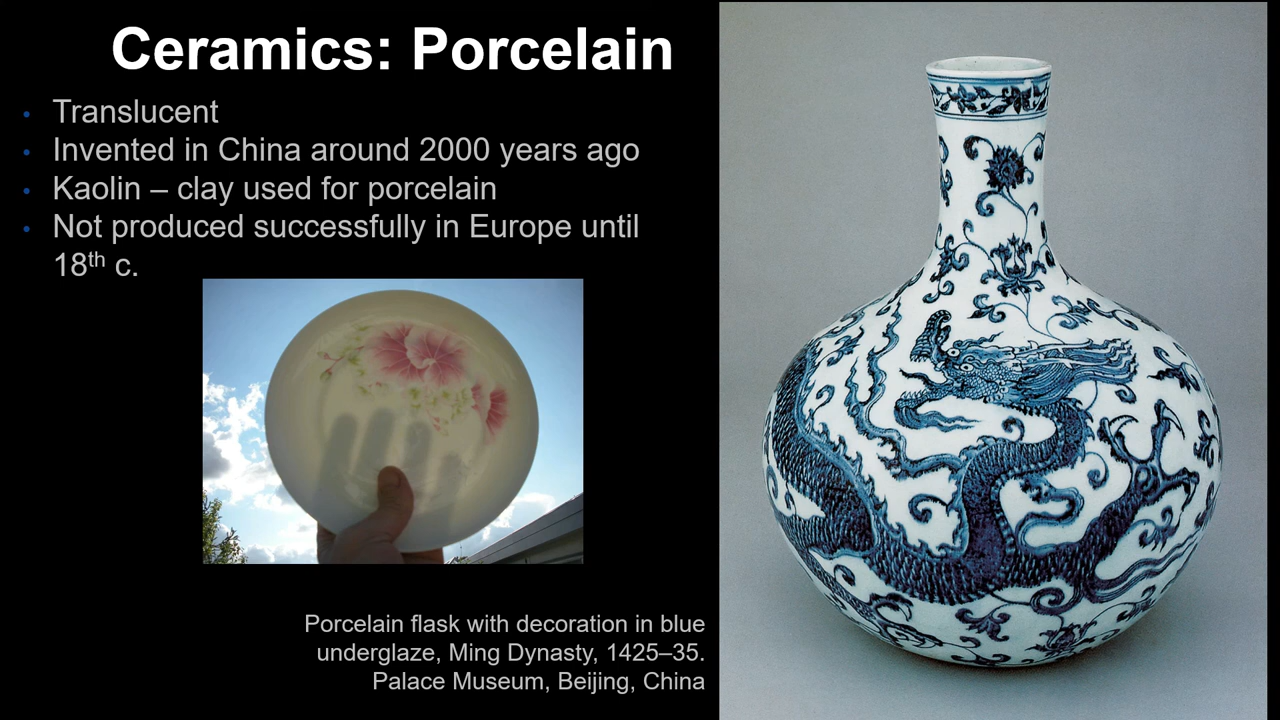 Ceramics: Porcelain
• Translucent
• Invented in China around 2000 years ago
• Kaolin – clay used for porcelain
• Not produced successfully in Europe until
18th c.
Porcelain flask with decoration in blue
underglaze, Ming Dynasty, 1425–35.
Palace Museum, Beijing, China